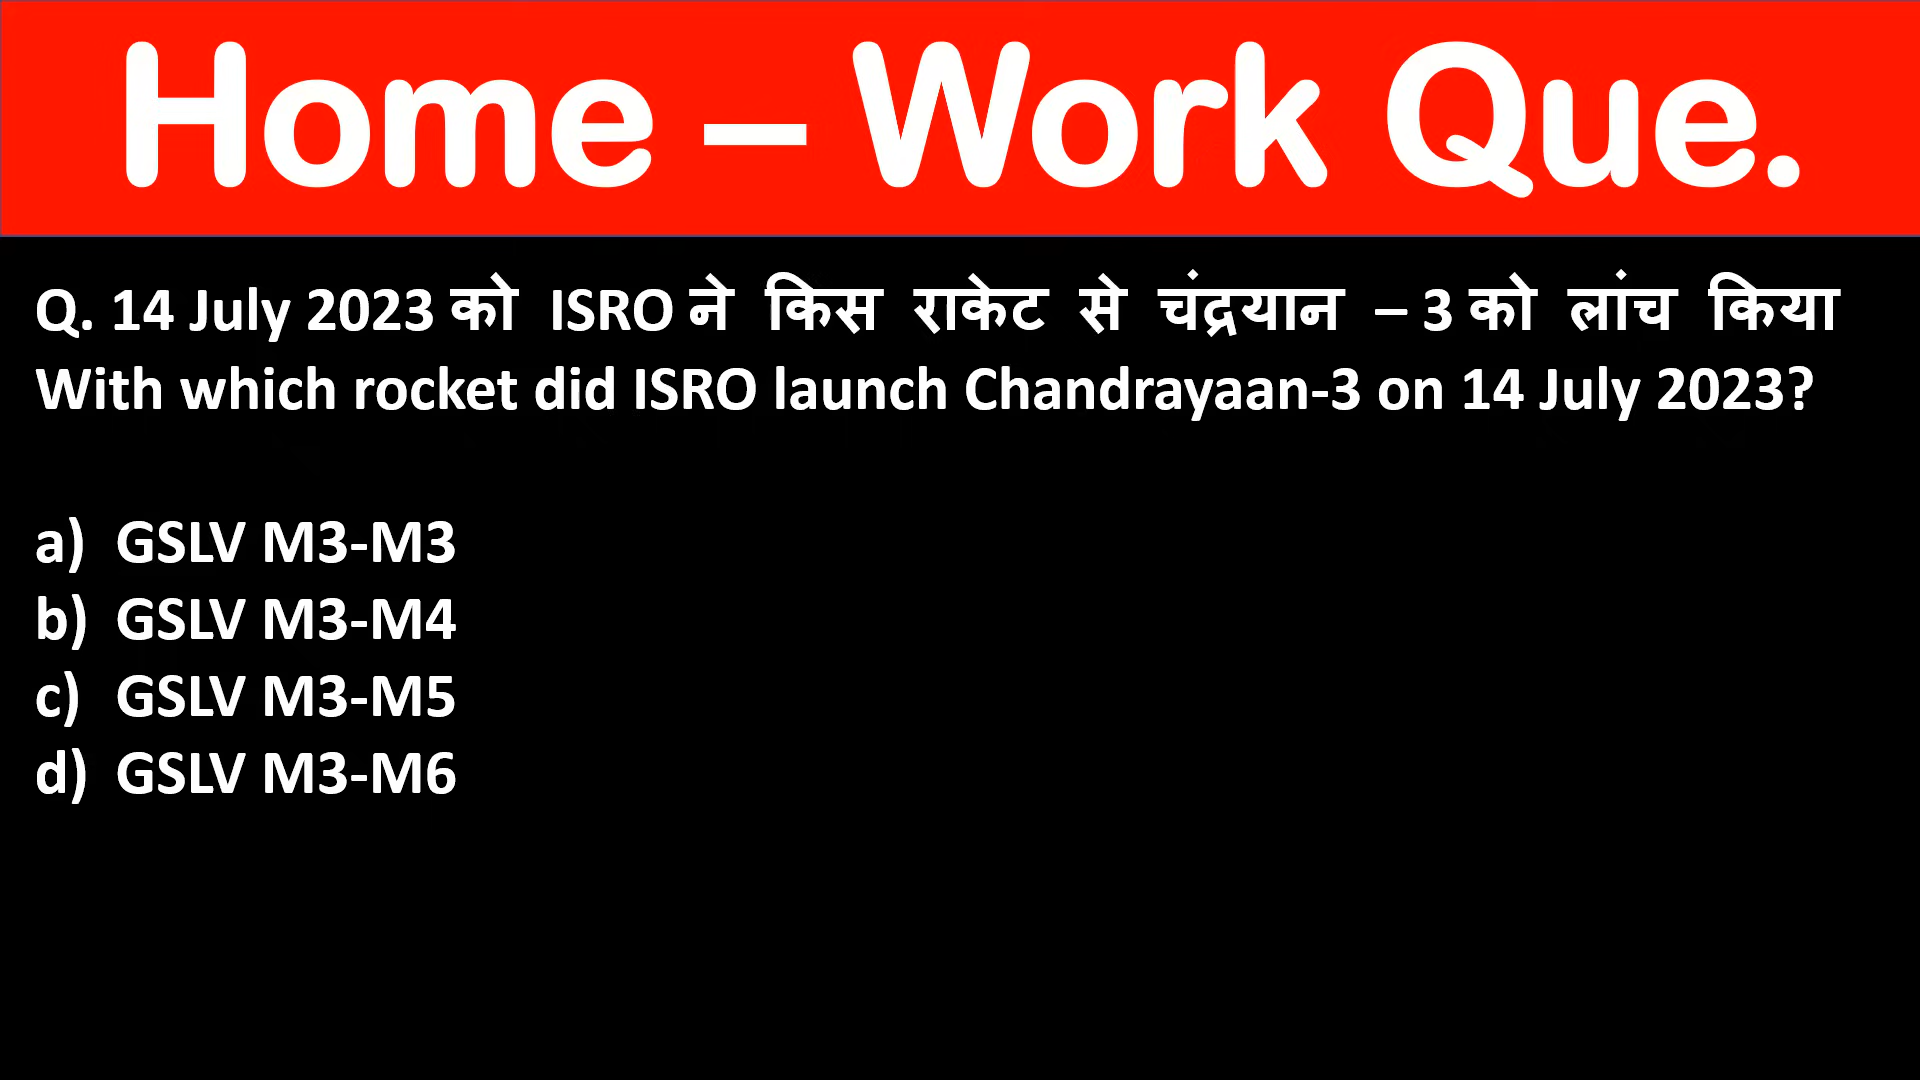 Home – Work Que.
Q. 14 July 2023 को ISRO ने किस राकेट से चंद्रयान – 3 को लांच किया
With which rocket did ISRO launch Chandrayaan-3 on 14 July 2023?
a) GSLV M3-M3
b) GSLV M3-M4
c) GSLV M3-M5
d) GSLV M3-M6